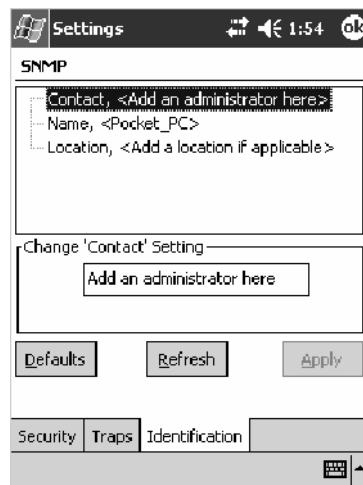 Settings 1:54 ok
SNMP
Contact, <Add an administrator here>
Name, <Pocket_PC>
Location, <Add a location if applicable>
Change 'Contact' Setting
Add an administrator here
Defaults Refresh Apply
Security Traps Identification